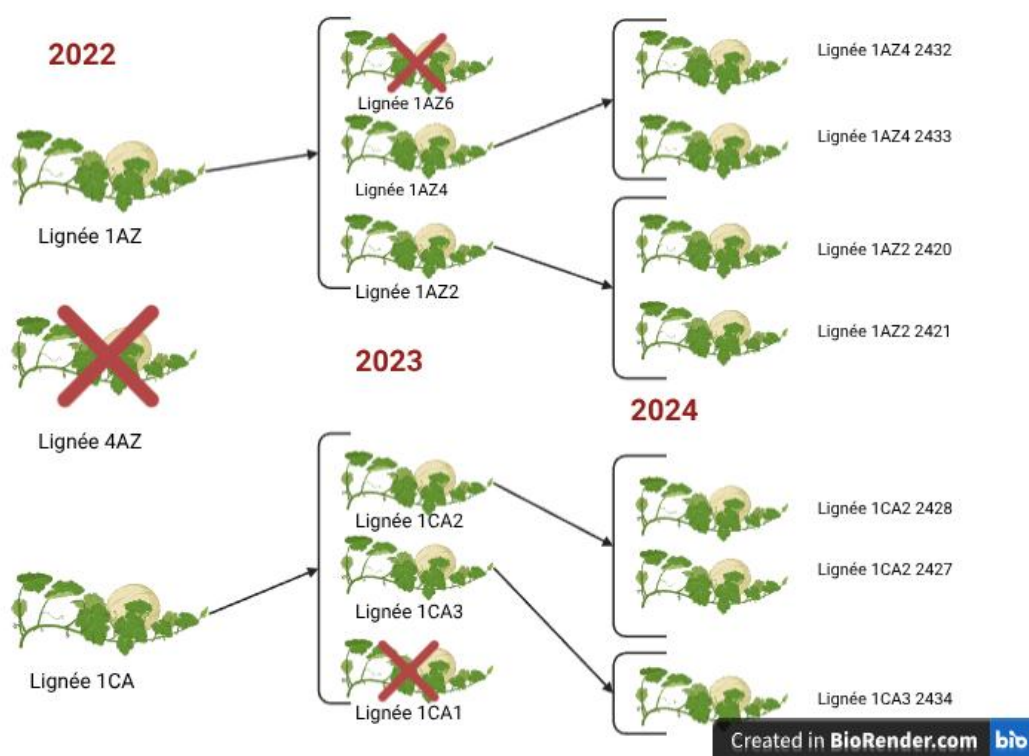 2022
Lignée 1AZ
Lignée 4AZ
Lignée 1CA
2023
Lignée 1AZ6
Lignée 1AZ4
Lignée 1AZ2
Lignée 1CA2
Lignée 1CA3
Lignée 1CA1
2024
Lignée 1AZ4 2432
Lignée 1AZ4 2433
Lignée 1AZ2 2420
Lignée 1AZ2 2421
Lignée 1CA2 2428
Lignée 1CA2 2427
Lignée 1CA3 2434
Created in BioRender.com bio